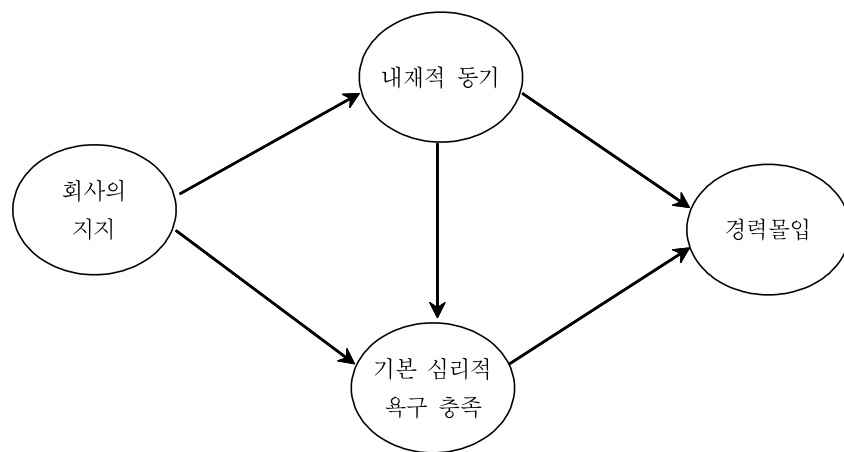 내재적 동기
회사의
지지
경력몰입
기본 심리적
욕구 충족